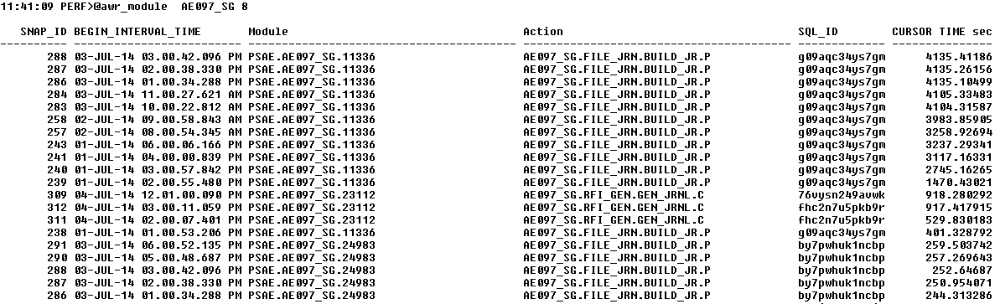 11:41:09 PERF>@awr_module  AE097_SG 8
SNAP_ID BEGIN_INTERVAL_TIME Module Action SQL_ID CURSOR TIME sec
---------- ------------------------- ---------------------------------------- ---------------------------------------- ------------- ---------------
288 03-JUL-14 03.00.42.096 PM PSAE.AE097_SG.11336 AE097_SG.FILE_JRN.BUILD_JR.P g09aqc34ys7gm 4135.41186
287 03-JUL-14 02.00.38.330 PM PSAE.AE097_SG.11336 AE097_SG.FILE_JRN.BUILD_JR.P g09aqc34ys7gm 4135.26156
286 03-JUL-14 01.00.34.288 PM PSAE.AE097_SG.11336 AE097_SG.FILE_JRN.BUILD_JR.P g09aqc34ys7gm 4135.10499
284 03-JUL-14 11.00.27.621 AM PSAE.AE097_SG.11336 AE097_SG.FILE_JRN.BUILD_JR.P g09aqc34ys7gm 4105.33483
283 03-JUL-14 10.00.22.812 AM PSAE.AE097_SG.11336 AE097_SG.FILE_JRN.BUILD_JR.P g09aqc34ys7gm 4104.31587
258 02-JUL-14 09.00.58.843 AM PSAE.AE097_SG.11336 AE097_SG.FILE_JRN.BUILD_JR.P g09aqc34ys7gm 3983.85905
257 02-JUL-14 08.00.54.345 AM PSAE.AE097_SG.11336 AE097_SG.FILE_JRN.BUILD_JR.P g09aqc34ys7gm 3258.92694
243 01-JUL-14 06.00.06.166 PM PSAE.AE097_SG.11336 AE097_SG.FILE_JRN.BUILD_JR.P g09aqc34ys7gm 3237.29341
241 01-JUL-14 04.00.00.839 PM PSAE.AE097_SG.11336 AE097_SG.FILE_JRN.BUILD_JR.P g09aqc34ys7gm 3117.16331
240 01-JUL-14 03.00.57.842 PM PSAE.AE097_SG.11336 AE097_SG.FILE_JRN.BUILD_JR.P g09aqc34ys7gm 2745.16265
239 01-JUL-14 02.00.55.480 PM PSAE.AE097_SG.11336 AE097_SG.FILE_JRN.BUILD_JR.P g09aqc34ys7gm 1470.43021
309 04-JUL-14 12.01.00.090 PM PSAE.AE097_SG.23112 AE097_SG.RFI_GEN.GEN_JRNL.C 76vysn249avwk 918.280292
312 04-JUL-14 03.00.11.059 PM PSAE.AE097_SG.23112 AE097_SG.RFI_GEN.GEN_JRNL.C fhc2n7u5pkb9r 917.417915
311 04-JUL-14 02.00.07.401 PM PSAE.AE097_SG.23112 AE097_SG.RFI_GEN.GEN_JRNL.C fhc2n7u5pkb9r 529.830183
238 01-JUL-14 01.00.53.206 PM PSAE.AE097_SG.11336 AE097_SG.FILE_JRN.BUILD_JR.P g09aqc34ys7gm 401.328792
291 03-JUL-14 06.00.52.135 PM PSAE.AE097_SG.24983 AE097_SG.FILE_JRN.BUILD_JR.P by7pwhuk1ncbp 259.503742
290 03-JUL-14 05.00.48.687 PM PSAE.AE097_SG.24983 AE097_SG.FILE_JRN.BUILD_JR.P by7pwhuk1ncbp 257.269643
288 03-JUL-14 03.00.42.096 PM PSAE.AE097_SG.24983 AE097_SG.FILE_JRN.BUILD_JR.P by7pwhuk1ncbp 252.64687
287 03-JUL-14 02.00.38.330 PM PSAE.AE097_SG.24983 AE097_SG.FILE_JRN.BUILD_JR.P by7pwhuk1ncbp 250.954071
286 03-JUL-14 01.00.34.288 PM PSAE.AE097_SG.24983 AE097_SG.FILE_JRN.BUILD_JR.P by7pwhuk1ncbp 244.313286